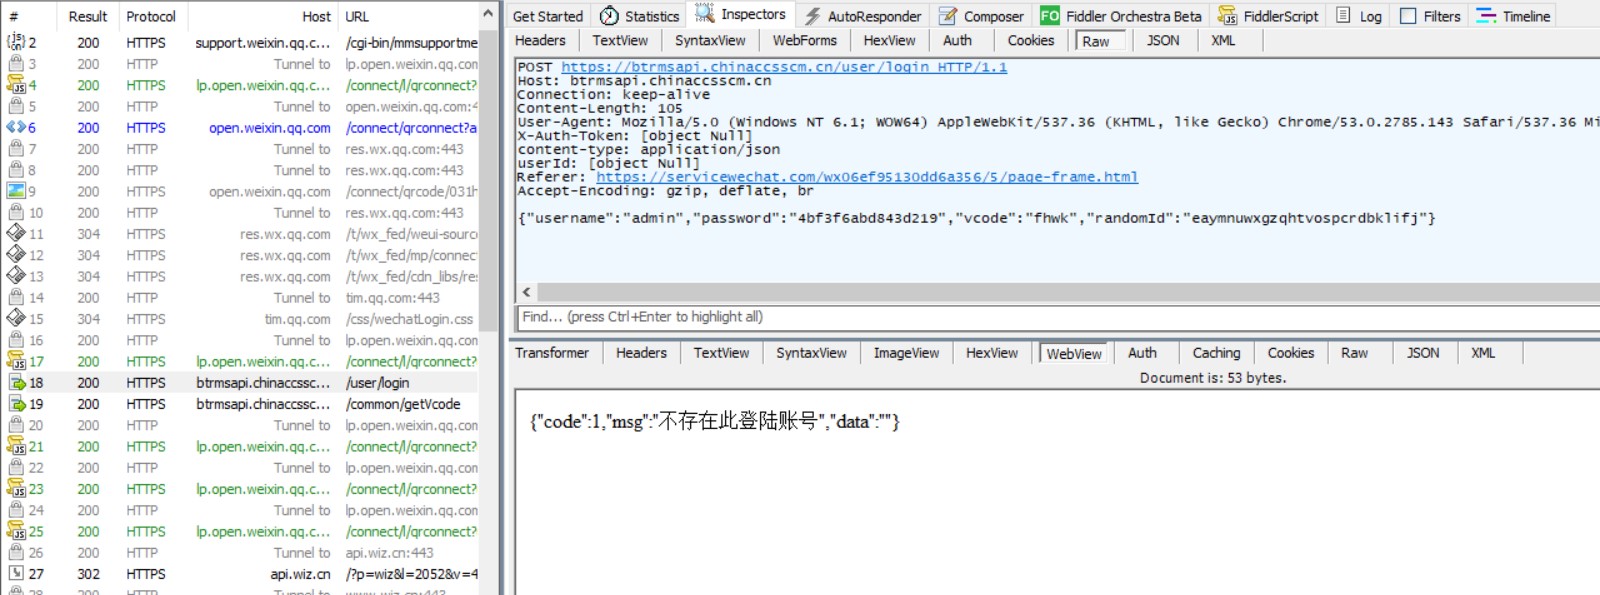 # Result Protocol Host URL
2 200 HTTPS support.weixin.qq.c... /cgi-bin/mmsupportme
3 200 HTTP Tunnel to lp.open.weixin.qq.com
4 200 HTTPS lp.open.weixin.qq.c... /connect/l/qrconnect?
5 200 HTTP Tunnel to open.weixin.qq.com:4
6 200 HTTPS open.weixin.qq.com /connect/qrconnect?a
7 200 HTTP Tunnel to res.wx.qq.com:443
8 200 HTTP Tunnel to res.wx.qq.com:443
9 200 HTTPS open.weixin.qq.com /connect/qrcode/031h
10 200 HTTP Tunnel to res.wx.qq.com:443
11 304 HTTPS res.wx.qq.com /t/wx_fed/weui-sourc
12 304 HTTPS res.wx.qq.com /t/wx_fed/mp/connec
13 304 HTTPS res.wx.qq.com /t/wx_fed/cdn_libs/res
14 200 HTTP Tunnel to tim.qq.com:443
15 304 HTTPS tim.qq.com /css/wechatLogin.css
16 200 HTTP Tunnel to lp.open.weixin.qq.com
17 200 HTTPS lp.open.weixin.qq.c... /connect/l/qrconnect?
18 200 HTTPS btrmsapi.chinaccssc... /user/login
19 200 HTTPS btrmsapi.chinaccssc... /common/getVcode
20 200 HTTP Tunnel to lp.open.weixin.qq.com
21 200 HTTPS lp.open.weixin.qq.c... /connect/l/qrconnect?
22 200 HTTP Tunnel to lp.open.weixin.qq.com
23 200 HTTPS lp.open.weixin.qq.c... /connect/l/qrconnect?
24 200 HTTP Tunnel to lp.open.weixin.qq.com
25 200 HTTPS lp.open.weixin.qq.c... /connect/l/qrconnect?
26 200 HTTP Tunnel to api.wiz.cn:443
27 302 HTTPS api.wiz.cn /?p=wiz&l=2052&v=4
28 200 HTTP Tunnel to www.wiz.cn:443
Get Started Statistics Inspectors AutoResponder Composer FO Fiddler Orchestra Beta FiddlerScript Log Filters Timeline
Headers TextView SyntaxView WebForms HexView Auth Cookies Raw JSON XML
POST https://btrmsapi.chinaccsscm.cn/user/login HTTP/1.1
Host: btrmsapi.chinaccsscm.cn
Connection: keep-alive
Content-Length: 105
User-Agent: Mozilla/5.0 (Windows NT 6.1; WOW64) AppleWebKit/537.36 (KHTML, like Gecko) Chrome/53.0.2785.143 Safari/537.36 Mi
X-Auth-Token: [object Null]
content-type: application/json
userId: [object Null]
Referer: https://servicewechat.com/wx06ef95130dd6a356/5/page-frame.html
Accept-Encoding: gzip, deflate, br
{"username":"admin","password":"4bf3f6abd843d219","vcode":"fhwk","randomId":"eaymnuwxgzqhtvospcrdbklifj"}
Find... (press Ctrl+Enter to highlight all)
Transformer Headers TextView SyntaxView ImageView HexView WebView Auth Caching Cookies Raw JSON XML
Document is: 53 bytes.
{"code":1,"msg":"不存在此登陆账号","data":""}